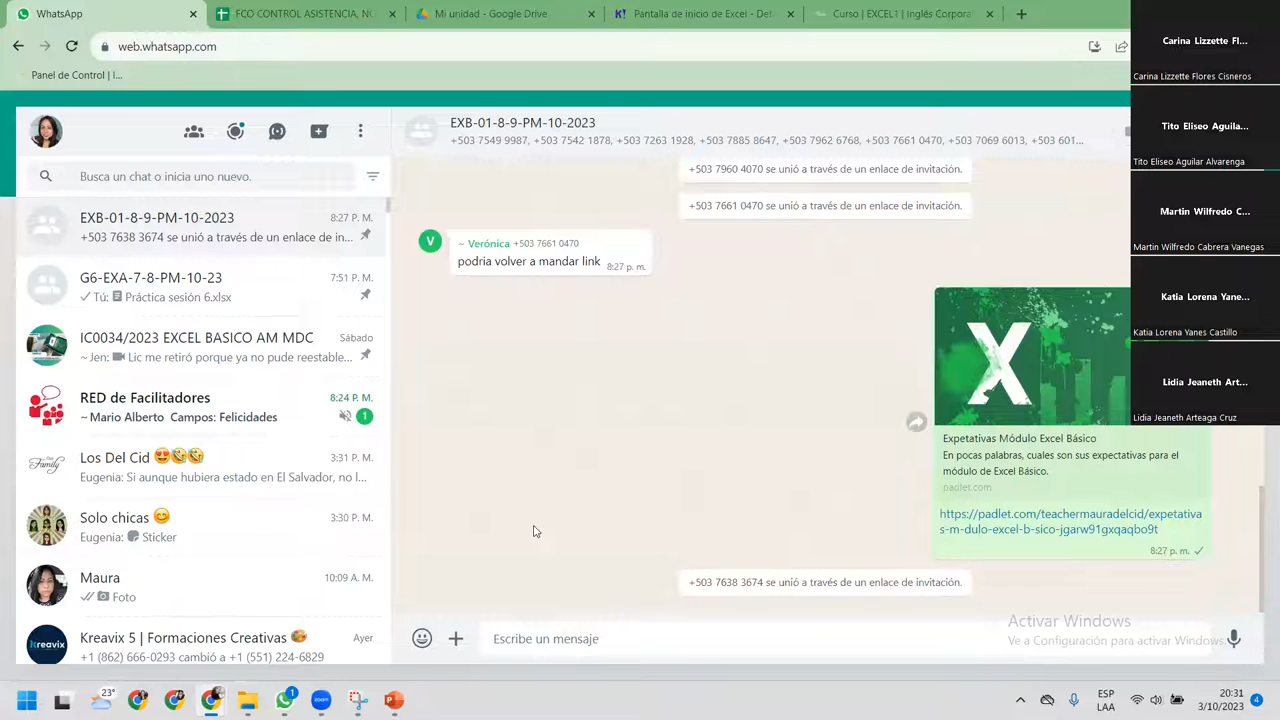 WhatsApp
FCO CONTROL ASISTENCIA, NO
Mi unidad - Google Drive
Pantalla de inicio de Excel - Det
Curso | EXCEL1 | Inglés Corporat
web.whatsapp.com
Panel de Control | I...
Busca un chat o inicia uno nuevo.
EXB-01-8-9-PM-10-2023
8:27 P. M.
+503 7638 3674 se unió a través de un enlace de in...
G6-EXA-7-8-PM-10-23
7:51 P. M.
Tú: Práctica sesión 6.xlsx
IC0034/2023 EXCEL BASICO AM MDC
Sábado
~ Jen: Lic me retiró porque ya no pude reestable...
RED de Facilitadores
8:24 P. M.
~ Mario Alberto Campos: Felicidades
1
Los Del Cid 😍🤣🤣
3:31 P. M.
Eugenia: Si aunque hubiera estado en El Salvador, no l...
Solo chicas 😊
3:30 P. M.
Eugenia: Sticker
Maura
10:09 A. M.
Foto
Kreavix 5 | Formaciones Creativas
Ayer
+1 (862) 666-0293 cambió a +1 (551) 224-6829
kreavix
EXB-01-8-9-PM-10-2023
+503 7549 9987, +503 7542 1878, +503 7263 1928, +503 7885 8647, +503 7962 6768, +503 7661 0470, +503 7069 6013, +503 601...
+503 7960 4070 se unió a través de un enlace de invitación.
+503 7661 0470 se unió a través de un enlace de invitación.
V
~ Verónica +503 7661 0470
podria volver a mandar link
8:27 p. m.
X
Expetativas Módulo Excel Básico
En pocas palabras, cuales son sus expectativas para el
módulo de Excel Básico.
padlet.com
https://padlet.com/teachermauradelcid/expetativa
s-m-dulo-excel-b-sico-jgarw91gxqaqbo9t
8:27 p. m.
+503 7638 3674 se unió a través de un enlace de invitación.
Escribe un mensaje
Activar Windows
Ve a Configuración para activar Windows.
Carina Lizzette Fl...
Carina Lizzette Flores Cisneros
Tito Eliseo Aguila...
Tito Eliseo Aguilar Alvarenga
Martin Wilfredo C...
Martin Wilfredo Cabrera Vanegas
Katia Lorena Yane...
Katia Lorena Yanes Castillo
Lidia Jeaneth Art...
Lidia Jeaneth Arteaga Cruz
23°
1
zoom
ESP
LAA
20:31
3/10/2023
4